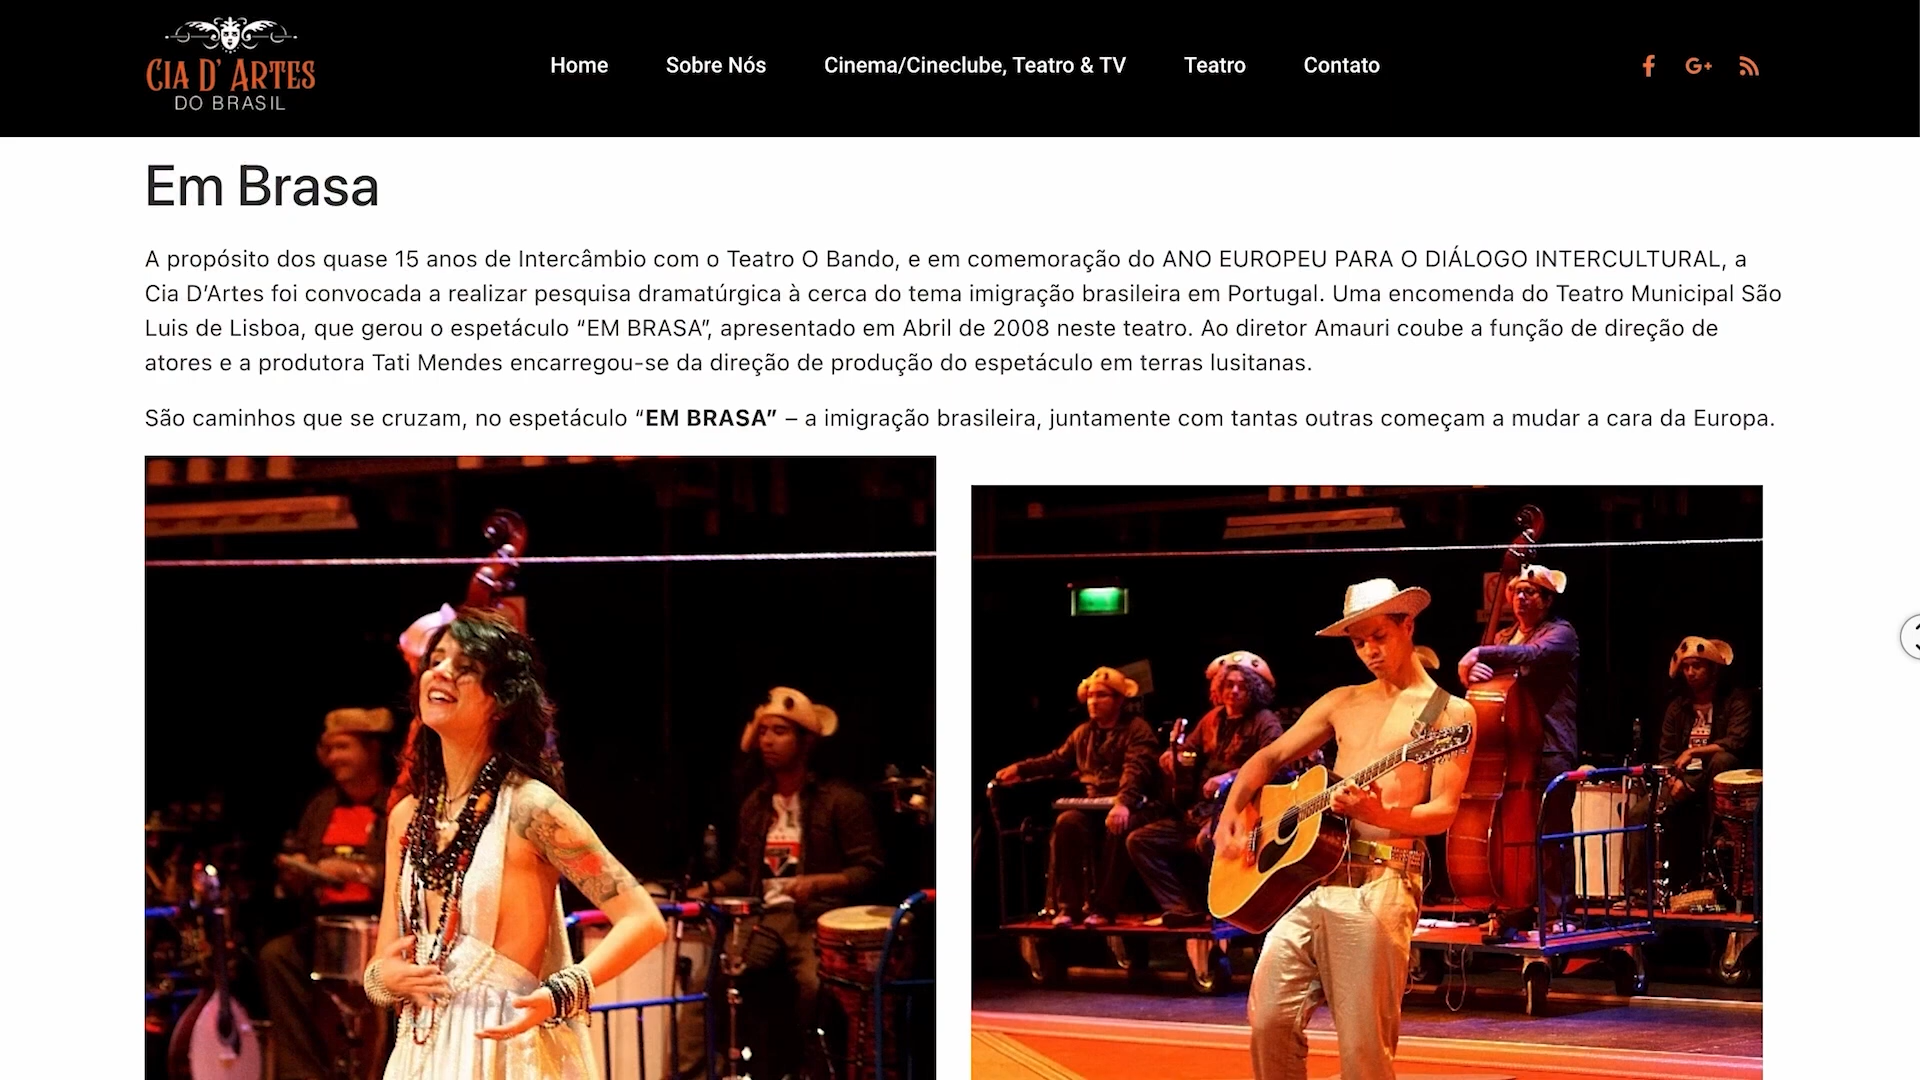 CIA D' ARTES
DO BRASIL
Home
Sobre Nós
Cinema/Cineclube, Teatro & TV
Teatro
Contato
Em Brasa
A propósito dos quase 15 anos de Intercâmbio com o Teatro O Bando, e em comemoração do ANO EUROPEU PARA O DIÁLOGO INTERCULTURAL, a
Cia D’Artes foi convocada a realizar pesquisa dramatúrgica à cerca do tema imigração brasileira em Portugal. Uma encomenda do Teatro Municipal São
Luis de Lisboa, que gerou o espetáculo “EM BRASA”, apresentado em Abril de 2008 neste teatro. Ao diretor Amauri coube a função de direção de
atores e a produtora Tati Mendes encarregou-se da direção de produção do espetáculo em terras lusitanas.
São caminhos que se cruzam, no espetáculo “EM BRASA” – a imigração brasileira, juntamente com tantas outras começam a mudar a cara da Europa.